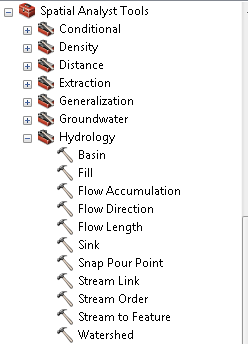 Spatial Analyst Tools
Conditional
Density
Distance
Extraction
Generalization
Groundwater
Hydrology
Basin
Fill
Flow Accumulation
Flow Direction
Flow Length
Sink
Snap Pour Point
Stream Link
Stream Order
Stream to Feature
Watershed